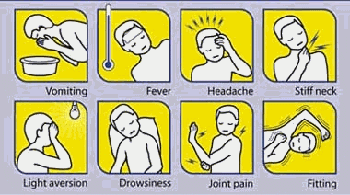 Vomiting Fever Headache Stiff neck
Light aversion Drowsiness Joint pain Fitting